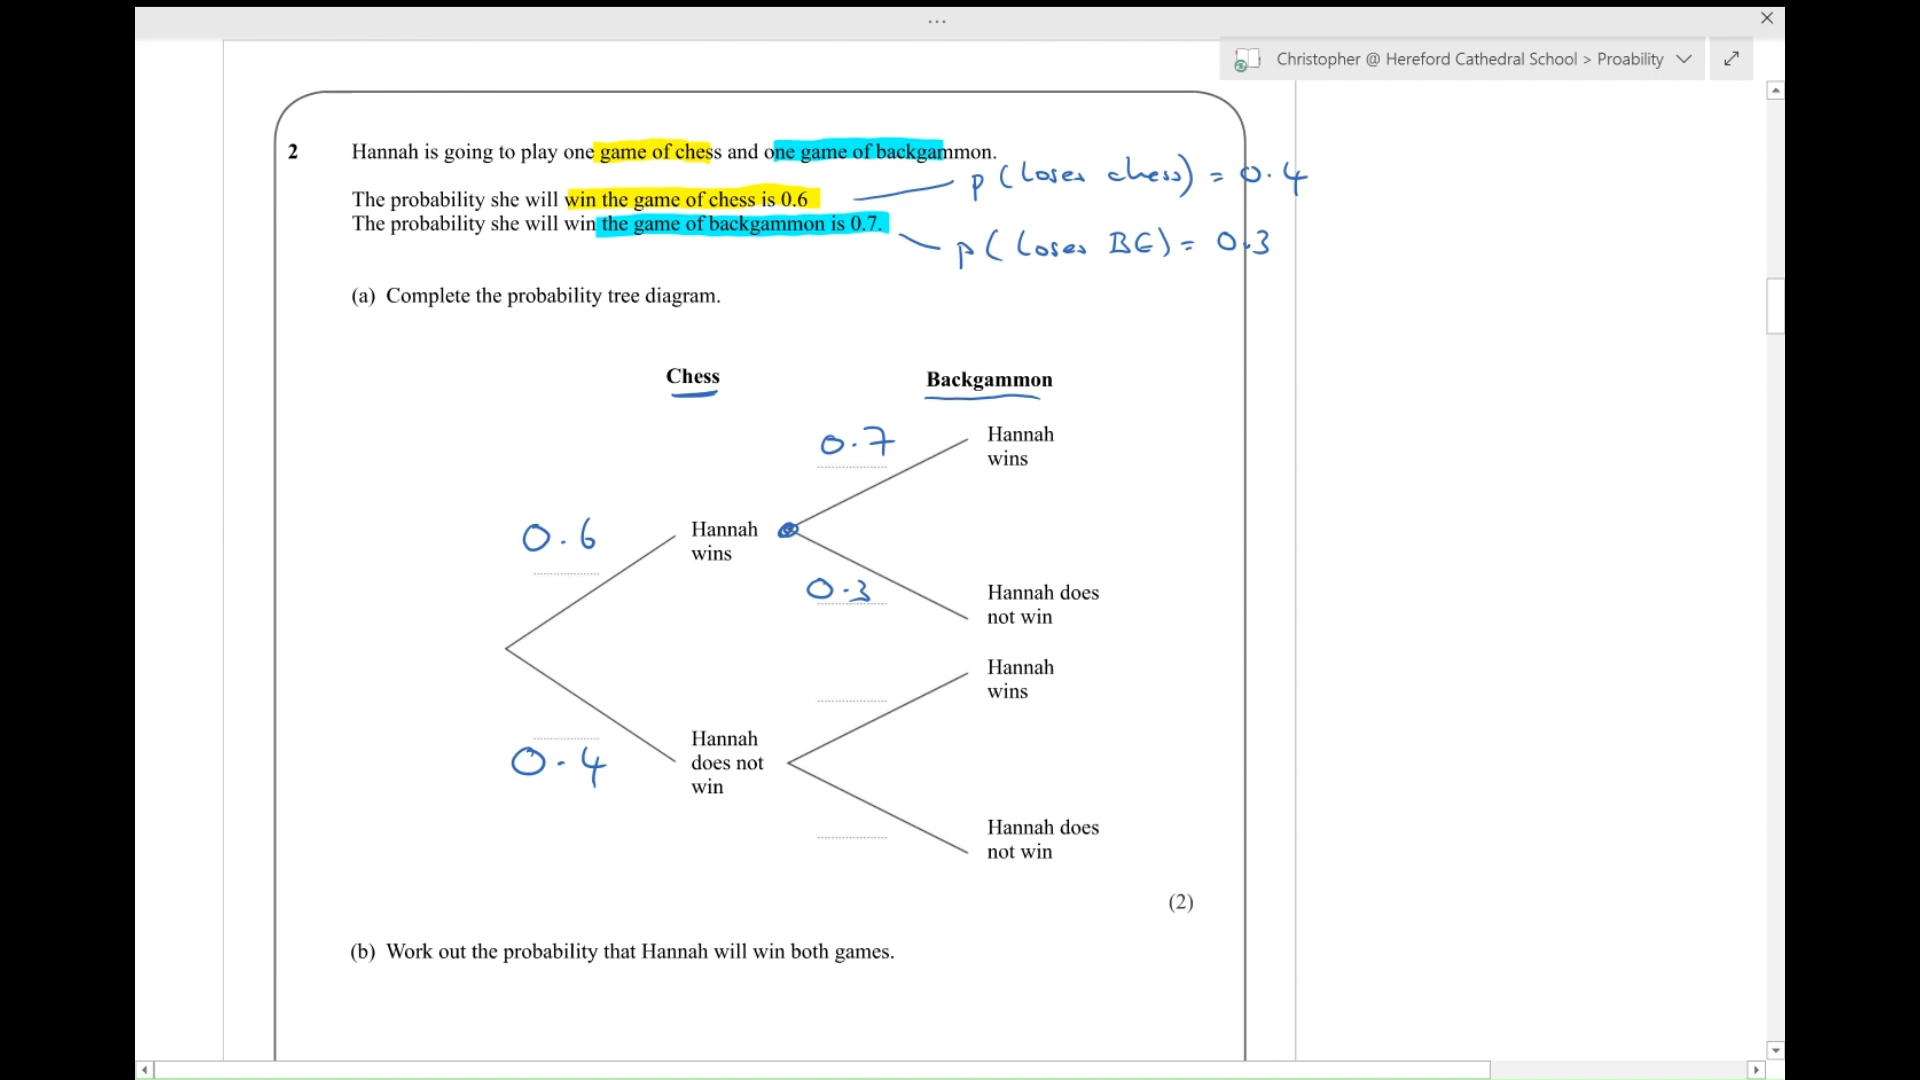 ...
Christopher @ Hereford Cathedral School > Proability
2 Hannah is going to play one game of chess and one game of backgammon.
p (loses chess) = 0.4
The probability she will win the game of chess is 0.6
The probability she will win the game of backgammon is 0.7.
p (loses BG) = 0.3
(a) Complete the probability tree diagram.
Chess
Backgammon
0.7
Hannah
wins
0.6
Hannah
wins
0.3
Hannah does
not win
Hannah
wins
0.4
Hannah
does not
win
Hannah does
not win
(2)
(b) Work out the probability that Hannah will win both games.